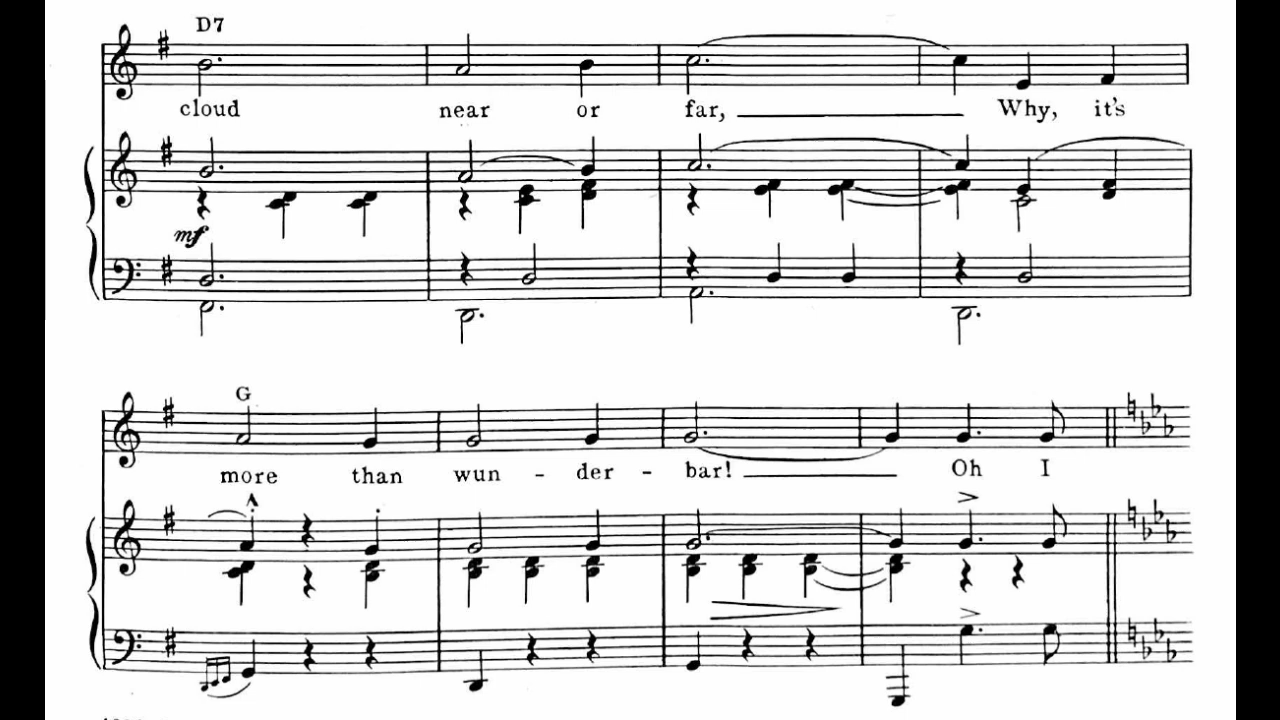 D7
cloud near or far, Why, it's
mf
G
more than wun - der - bar! Oh I